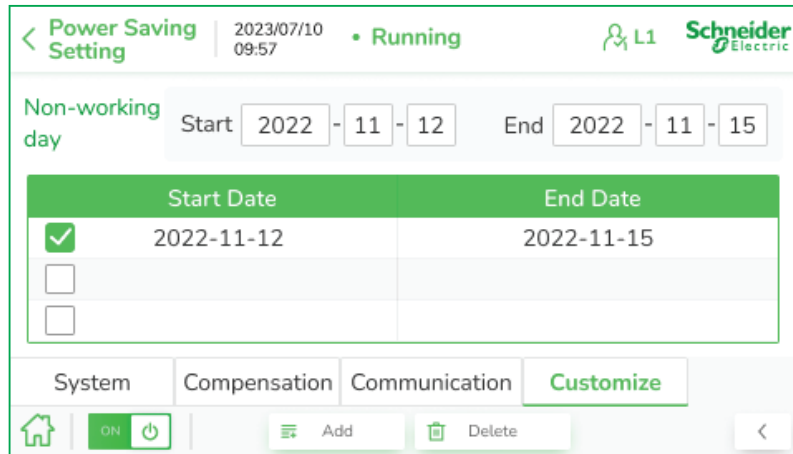 Power Saving Setting
2023/07/10 09:57
• Running
L1
Schneider Electric
Non-working day
Start 2022 - 11 - 12 End 2022 - 11 - 15
Start Date End Date
2022-11-12 2022-11-15
System Compensation Communication Customize
ON Add Delete